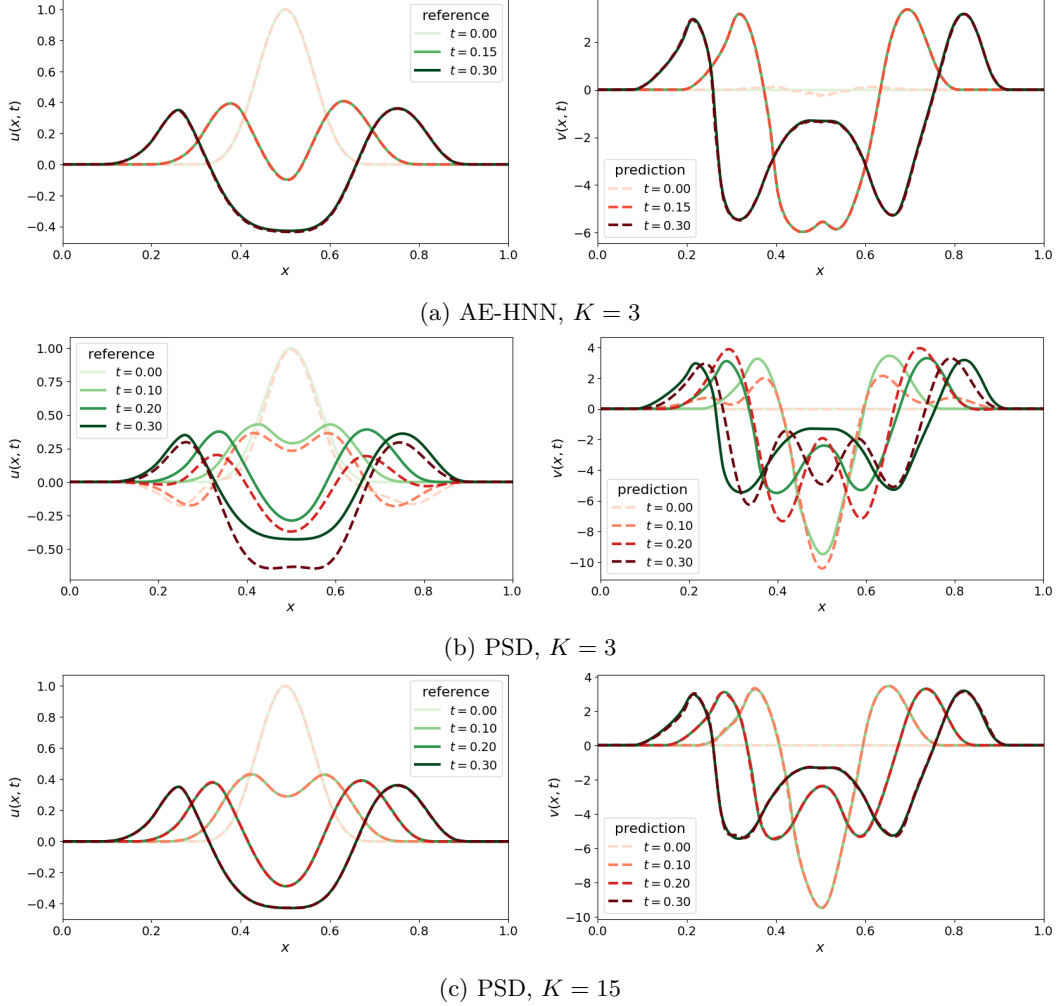 1.0
0.8
0.6
0.4
0.2
0.0
−0.2
−0.4
u(x, t)
reference
t = 0.00
t = 0.15
t = 0.30
0.0 0.2 0.4 0.6 0.8 1.0
x
2
0
−2
−4
−6
v(x, t)
prediction
t = 0.00
t = 0.15
t = 0.30
0.0 0.2 0.4 0.6 0.8 1.0
x
(a) AE-HNN, K = 3
1.00
0.75
0.50
0.25
0.00
−0.25
−0.50
u(x, t)
reference
t = 0.00
t = 0.10
t = 0.20
t = 0.30
0.0 0.2 0.4 0.6 0.8 1.0
x
4
2
0
−2
−4
−6
−8
−10
v(x, t)
prediction
t = 0.00
t = 0.10
t = 0.20
t = 0.30
0.0 0.2 0.4 0.6 0.8 1.0
x
(b) PSD, K = 3
1.0
0.8
0.6
0.4
0.2
0.0
−0.2
−0.4
u(x, t)
reference
t = 0.00
t = 0.10
t = 0.20
t = 0.30
0.0 0.2 0.4 0.6 0.8 1.0
x
4
2
0
−2
−4
−6
−8
−10
v(x, t)
prediction
t = 0.00
t = 0.10
t = 0.20
t = 0.30
0.0 0.2 0.4 0.6 0.8 1.0
x
(c) PSD, K = 15